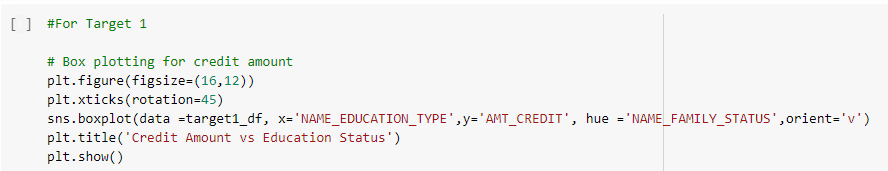 [ ] #For Target 1
# Box plotting for credit amount
plt.figure(figsize=(16,12))
plt.xticks(rotation=45)
sns.boxplot(data =target1_df, x='NAME_EDUCATION_TYPE',y='AMT_CREDIT', hue ='NAME_FAMILY_STATUS',orient='v')
plt.title('Credit Amount vs Education Status')
plt.show()